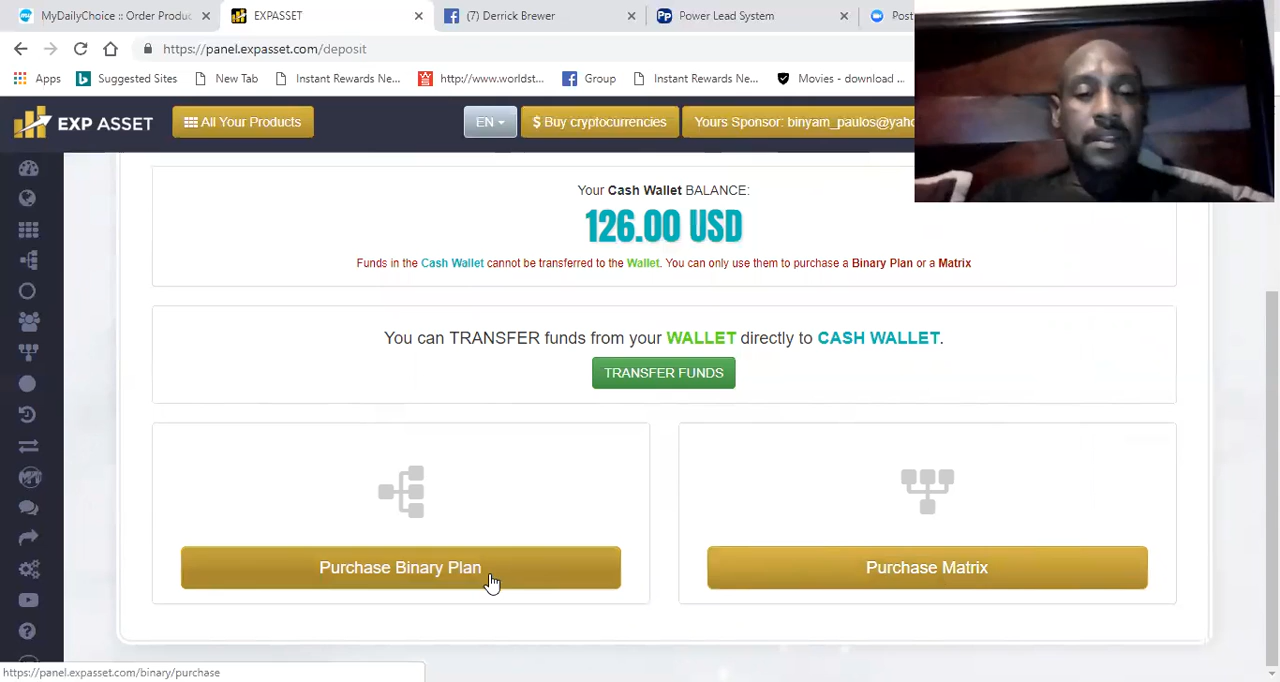 MyDailyChoice :: Order Produc
EXPASSET
(7) Derrick Brewer
Power Lead System
Post
https://panel.expasset.com/deposit
Apps
Suggested Sites
New Tab
Instant Rewards Ne...
http://www.worldst...
Group
Instant Rewards Ne...
Movies - download ...
EXP ASSET
All Your Products
EN
$ Buy cryptocurrencies
Yours Sponsor: binyam_paulos@yaho
Your Cash Wallet BALANCE:
126.00 USD
Funds in the Cash Wallet cannot be transferred to the Wallet. You can only use them to purchase a Binary Plan or a Matrix
You can TRANSFER funds from your WALLET directly to CASH WALLET.
TRANSFER FUNDS
Purchase Binary Plan
Purchase Matrix
https://panel.expasset.com/binary/purchase